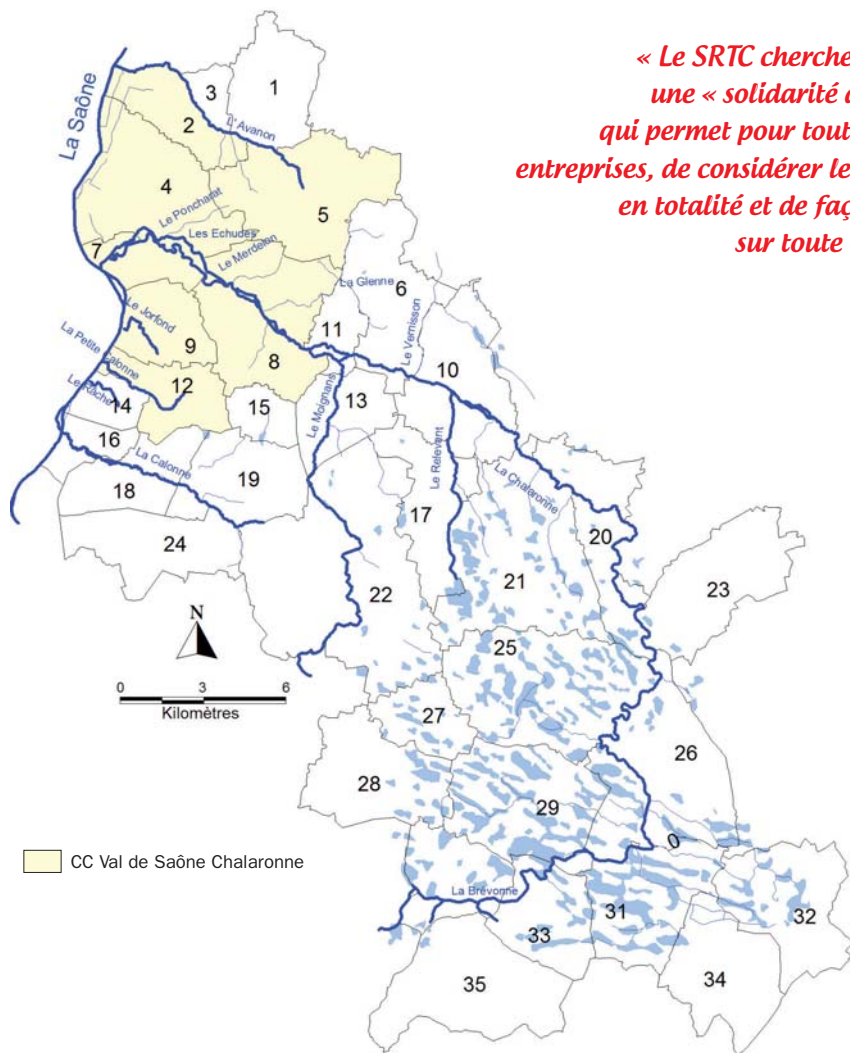 « Le SRTC cherche
une « solidarité
qui permet pour tout
entreprises, de considérer le
en totalité et de faç
sur toute
La Saône
1
3
2
L'Avanon
4
Le Poncharat
5
Les Echudes
7
Le Merdelon
La Glenne
6
Le Jorfond
Le Vernisson
11
9
8
10
La Petite Calonne
12
Le Râche
14
15
Le Moignans
13
16
La Calonne
Le Relevant
La Chalaronne
19
18
17
20
24
21
23
22
N
25
0 3 6
Kilomètres
27
26
28
29
0
CC Val de Saône Chalaronne
La Brévonne
31
32
33
34
35